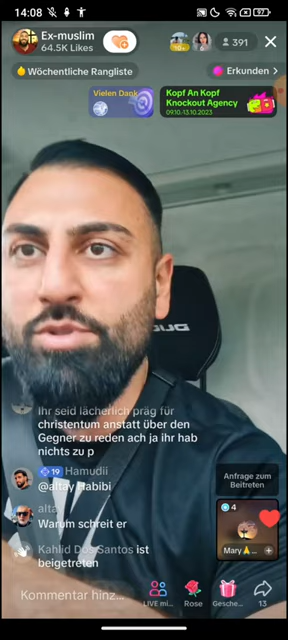 14:08
97
Ex-muslim
64.5K Likes
391
Wöchentliche Rangliste
Erkunden >
Vielen Dank
Kopf An Kopf
Knockout Agency
09.10-13.10.2023
Ihr seid lächerlich präg für
christentum anstatt über den
Gegner zu reden ach ja ihr hab
nichts zu p
19 Hamudii
@altay Habibi
alta
Warum schreit er
Kahlid Dos Santos ist
beigetreten
Anfrage zum
Beitreten
4
Mary🙏...
Kommentar hinz...
LIVE mi...
Rose
Gesche...
13